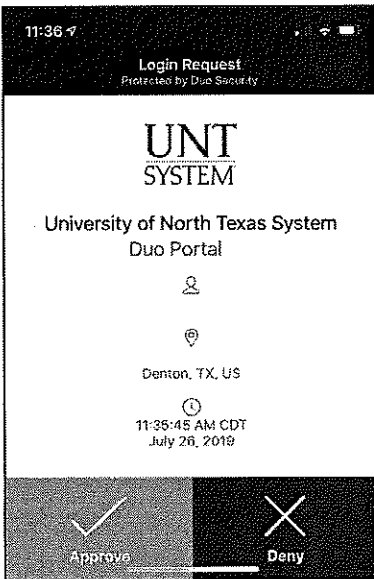 11:36
Login Request
Protected by Duo Security
UNT
SYSTEM
University of North Texas System
Duo Portal
Denton, TX, US
11:35:45 AM CDT
July 26, 2019
Approve
Deny